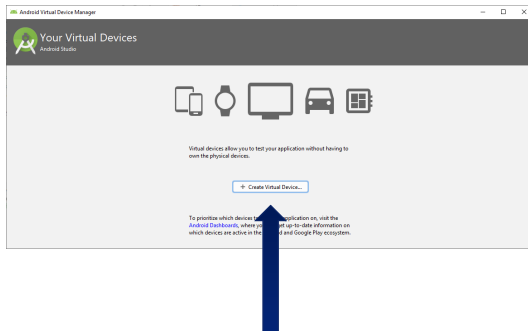 Android Virtual Device Manager
Your Virtual Devices
Android Studio
Virtual devices allow you to test your application without having to
own the physical devices.
+ Create Virtual Device...
To prioritize which devices application on, visit the
Android Dashboards, where up-to-date information on
which devices are active in the and Google Play ecosystem.